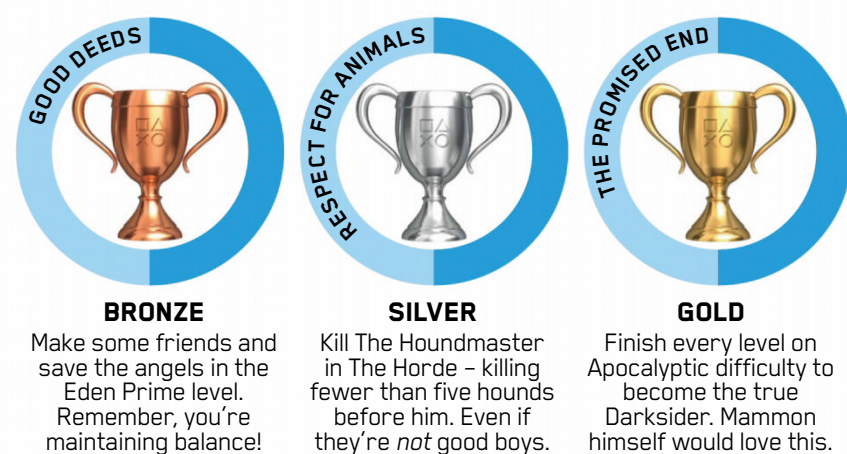 GOOD DEEDS
BRONZE
Make some friends and
save the angels in the
Eden Prime level.
Remember, you’re
maintaining balance!
RESPECT FOR ANIMALS
SILVER
Kill The Houndmaster
in The Horde – killing
fewer than five hounds
before him. Even if
they’re not good boys.
THE PROMISED END
GOLD
Finish every level on
Apocalyptic difficulty to
become the true
Darksider. Mammon
himself would love this.